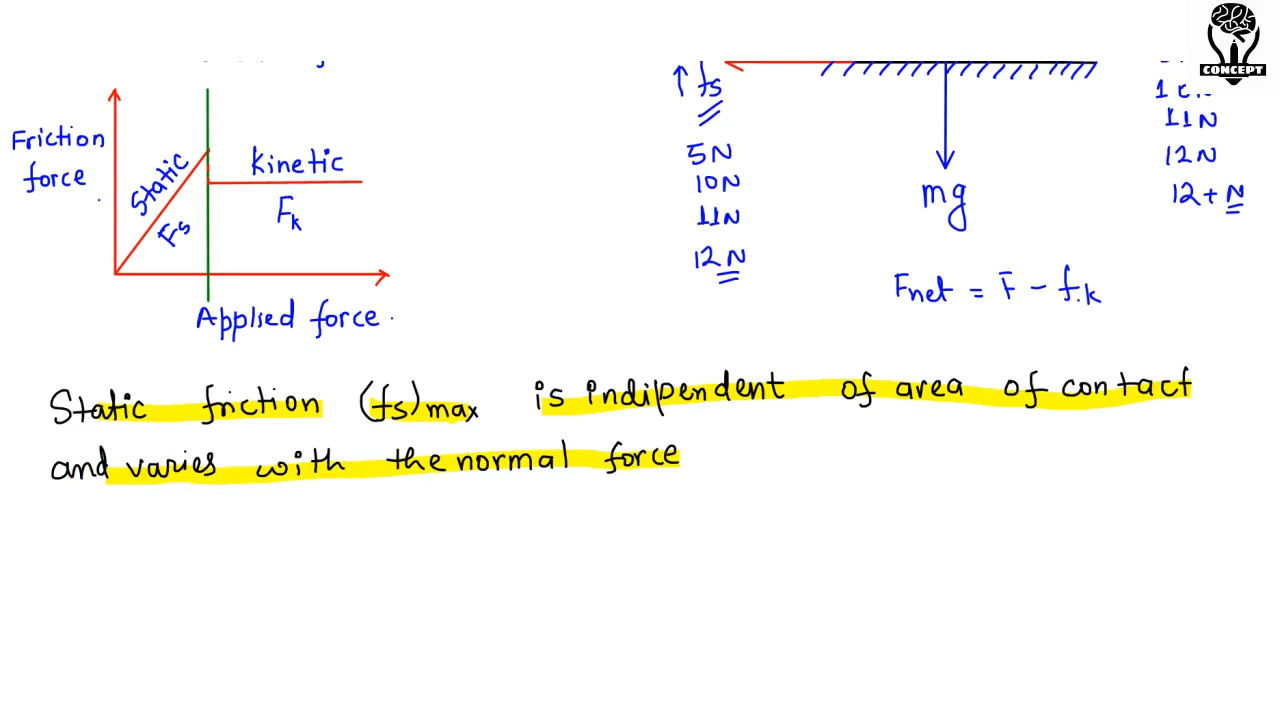 CONCEPT
Friction
force
Static
Fs
Kinetic
Fk
Applied force
↑ fs
5N
10N
11N
12N
mg
11N
12N
12+ N
Fnet = F - fk
Static friction (fs)max is indipendent of area of contact
and varies with the normal force